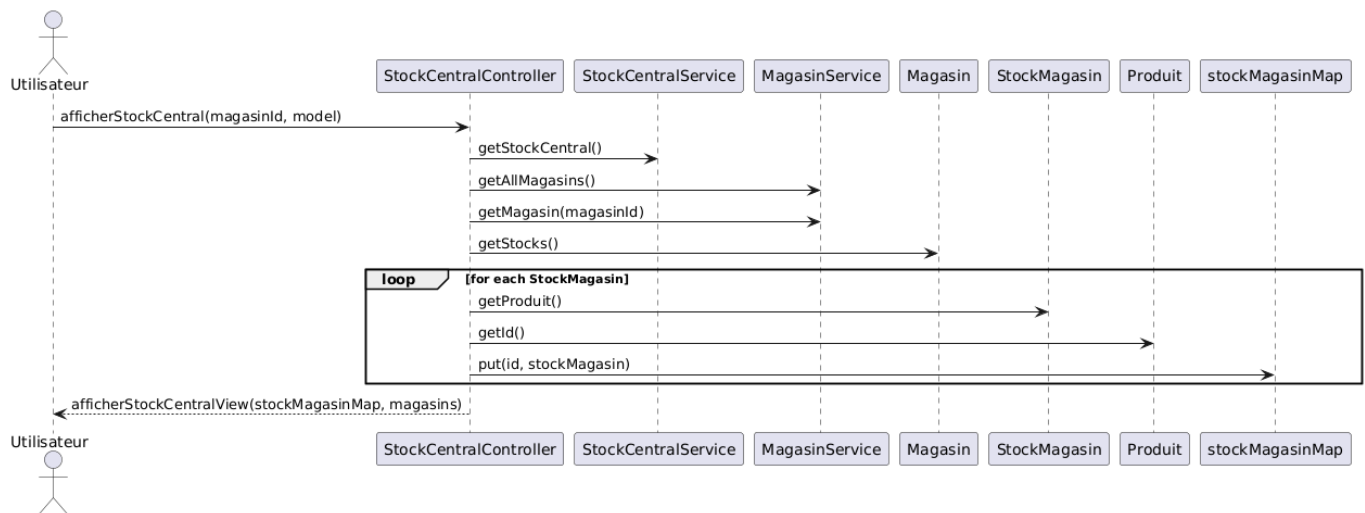 Utilisateur
StockCentralController
StockCentralService
MagasinService
Magasin
StockMagasin
Produit
stockMagasinMap
afficherStockCentral(magasinId, model)
getStockCentral()
getAllMagasins()
getMagasin(magasinId)
getStocks()
loop
[for each StockMagasin]
getProduit()
getId()
put(id, stockMagasin)
afficherStockCentralView(stockMagasinMap, magasins)
Utilisateur
StockCentralController
StockCentralService
MagasinService
Magasin
StockMagasin
Produit
stockMagasinMap